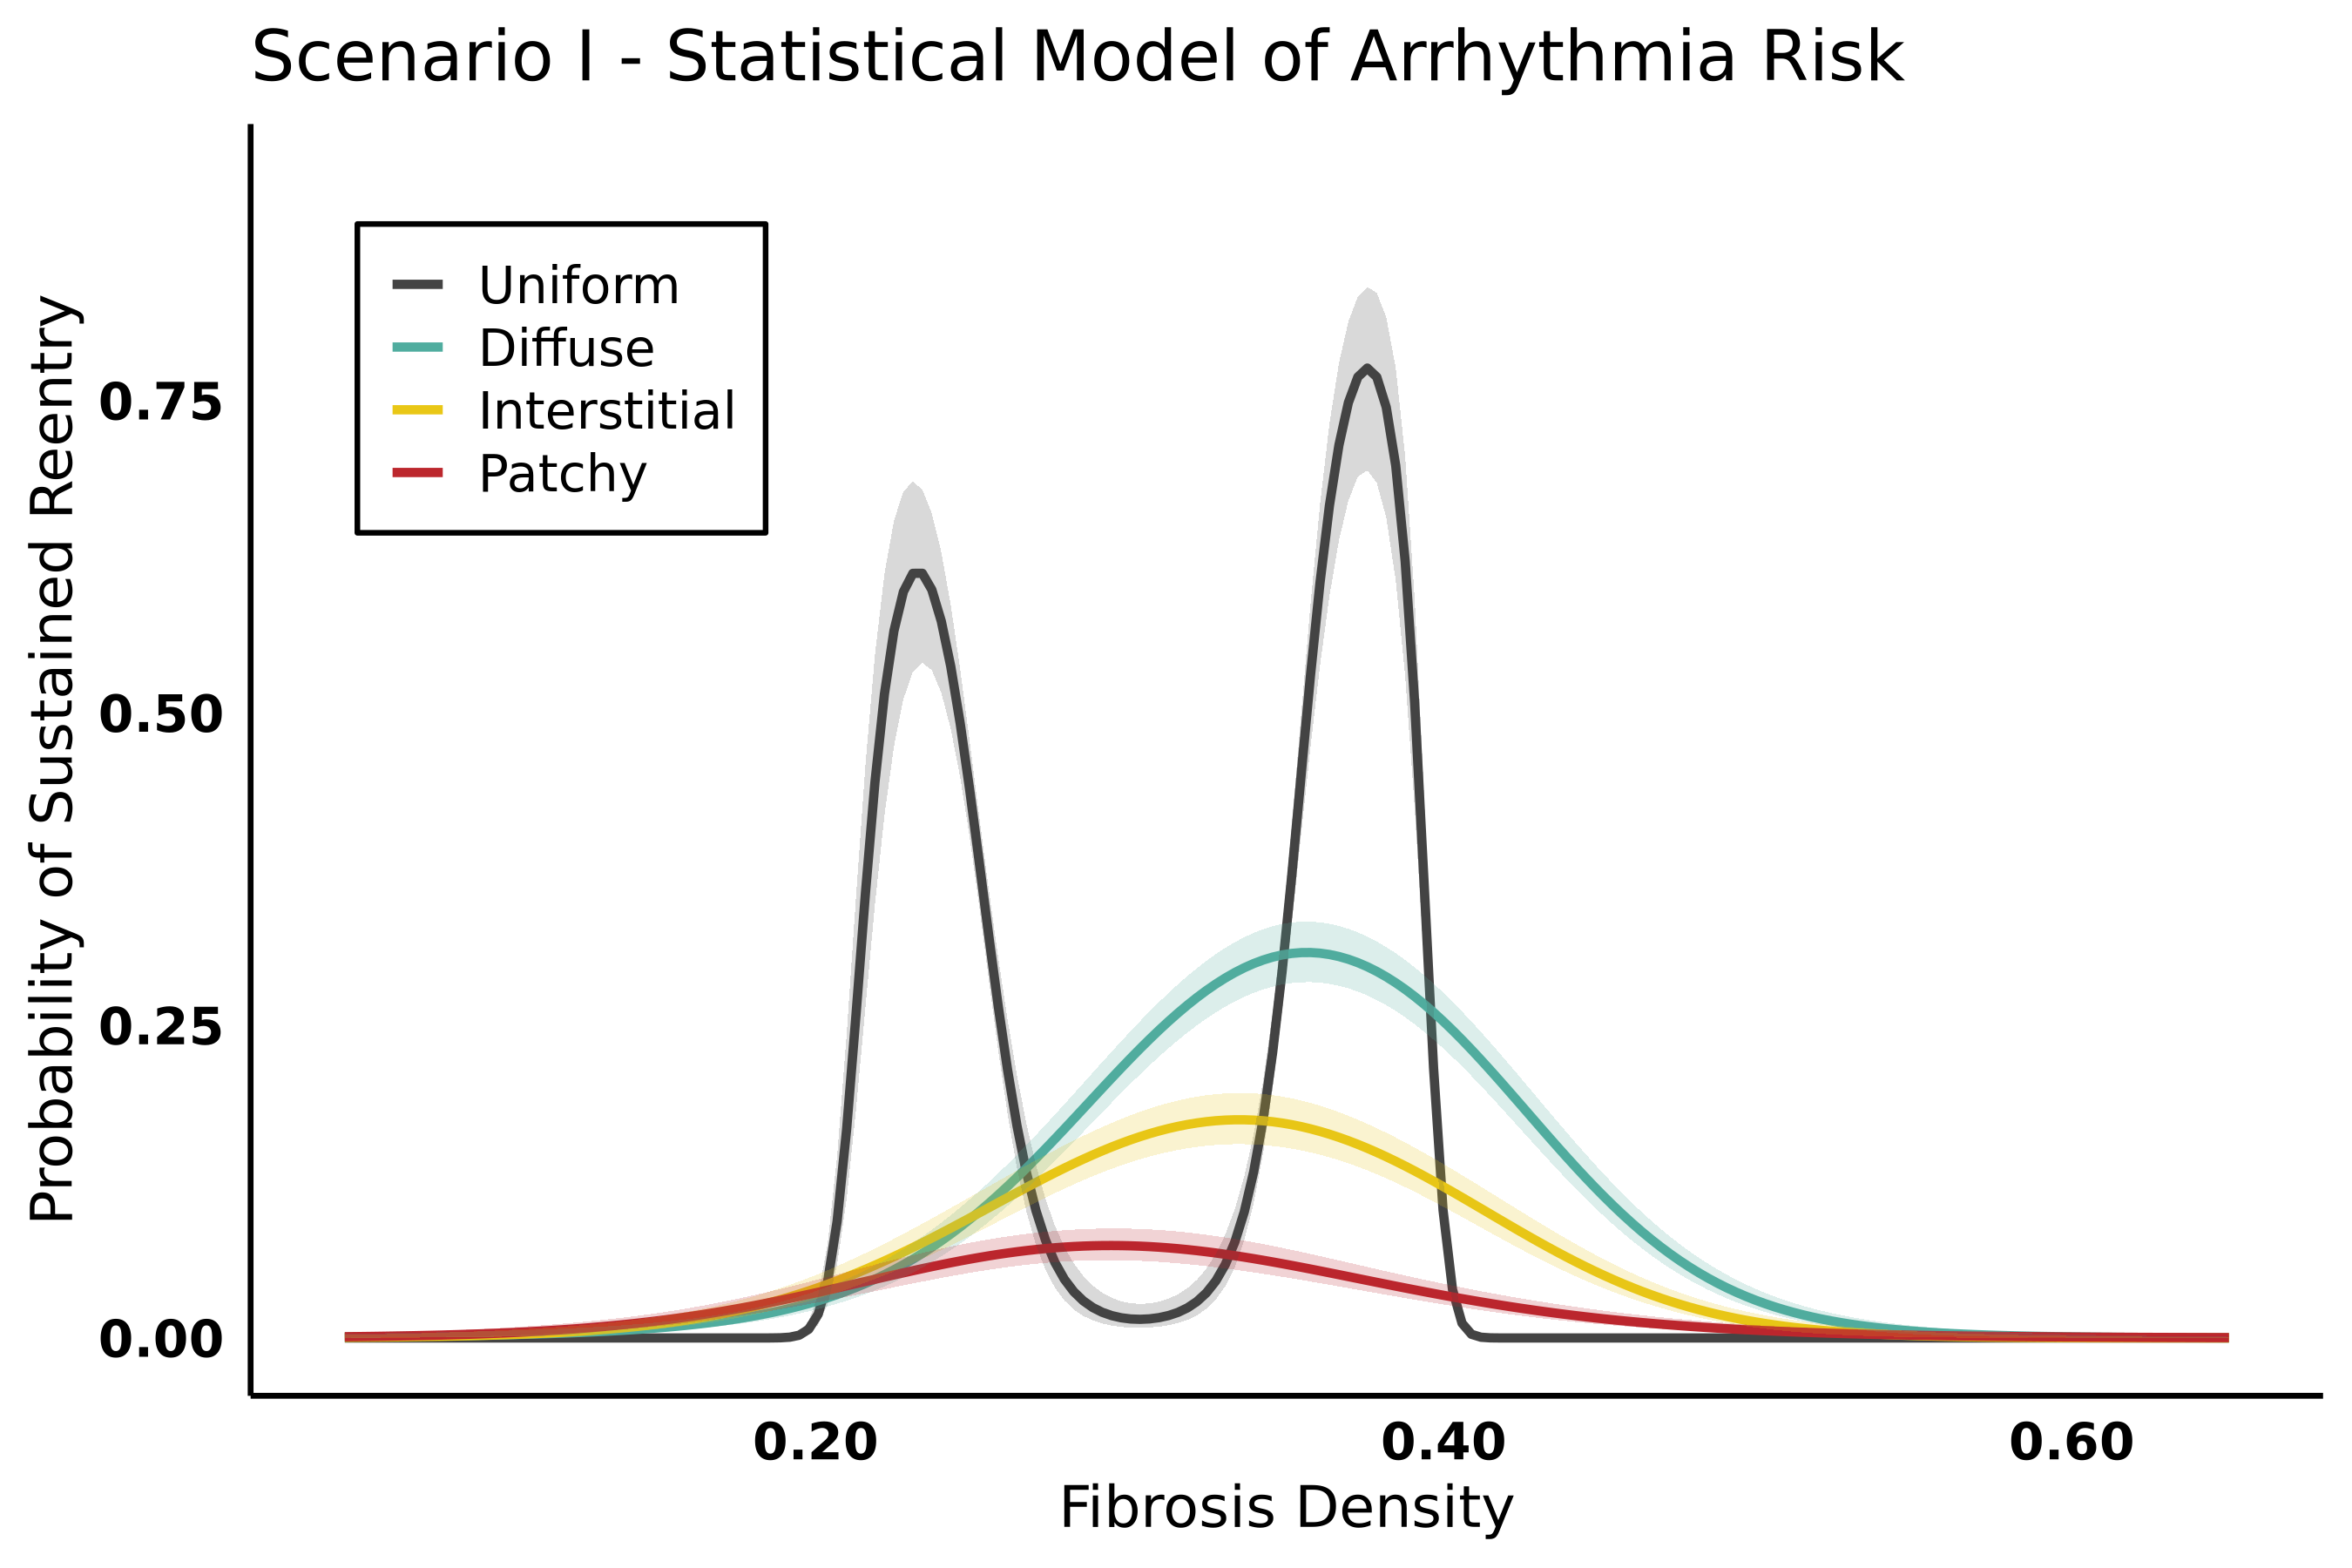 Scenario I - Statistical Model of Arrhythmia Risk
Probability of Sustained Reentry
0.75
0.50
0.25
0.00
Uniform
Diffuse
Interstitial
Patchy
0.20
0.40
0.60
Fibrosis Density